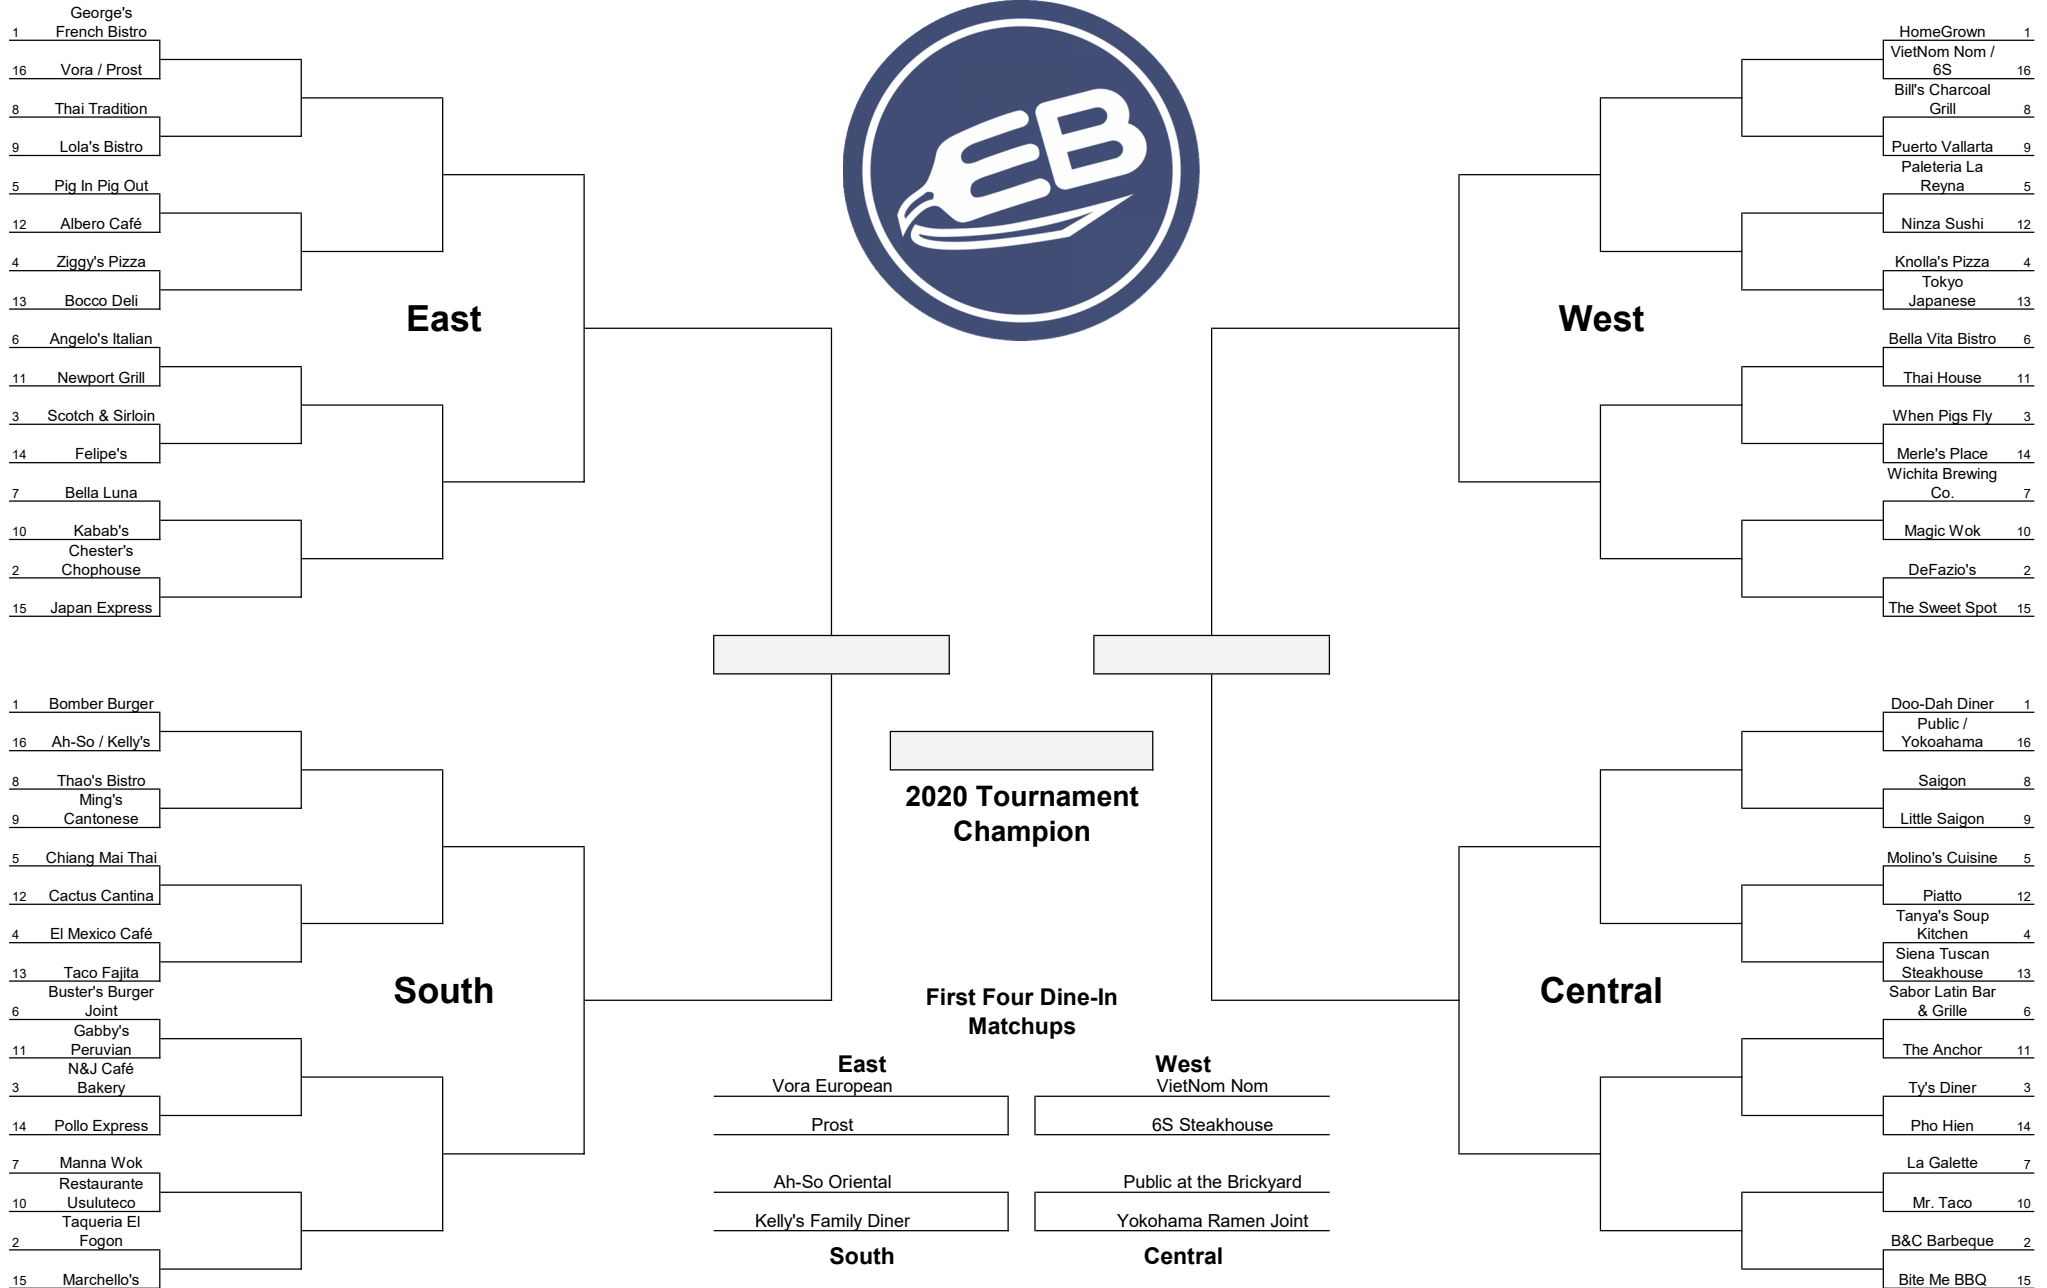 George's
1 French Bistro
16 Vora / Prost
8 Thai Tradition
9 Lola's Bistro
5 Pig In Pig Out
12 Albero Café
4 Ziggy's Pizza
13 Bocco Deli
6 Angelo's Italian
11 Newport Grill
3 Scotch & Sirloin
14 Felipe's
7 Bella Luna
10 Kabab's
Chester's
2 Chophouse
15 Japan Express
East
EB
HomeGrown 1
VietNom Nom /
6S 16
Bill's Charcoal
Grill 8
Puerto Vallarta 9
Paleteria La
Reyna 5
Ninza Sushi 12
Knolla's Pizza 4
Tokyo
Japanese 13
Bella Vita Bistro 6
Thai House 11
When Pigs Fly 3
Merle's Place 14
Wichita Brewing
Co. 7
Magic Wok 10
DeFazio's 2
The Sweet Spot 15
West
1 Bomber Burger
16 Ah-So / Kelly's
8 Thao's Bistro
Ming's
9 Cantonese
5 Chiang Mai Thai
12 Cactus Cantina
4 El Mexico Café
13 Taco Fajita
Buster's Burger
6 Joint
Gabby's
11 Peruvian
N&J Café
3 Bakery
14 Pollo Express
7 Manna Wok
Restaurante
10 Usuluteco
Taqueria El
2 Fogon
15 Marchello's
South
2020 Tournament
Champion
Doo-Dah Diner 1
Public /
Yokoahama 16
Saigon 8
Little Saigon 9
Molino's Cuisine 5
Piatto 12
Tanya's Soup
Kitchen 4
Siena Tuscan
Steakhouse 13
Sabor Latin Bar
& Grille 6
The Anchor 11
Ty's Diner 3
Pho Hien 14
La Galette 7
Mr. Taco 10
B&C Barbeque 2
Bite Me BBQ 15
Central
First Four Dine-In
Matchups
East
Vora European
Prost
West
VietNom Nom
6S Steakhouse
Ah-So Oriental
Kelly's Family Diner
South
Public at the Brickyard
Yokohama Ramen Joint
Central